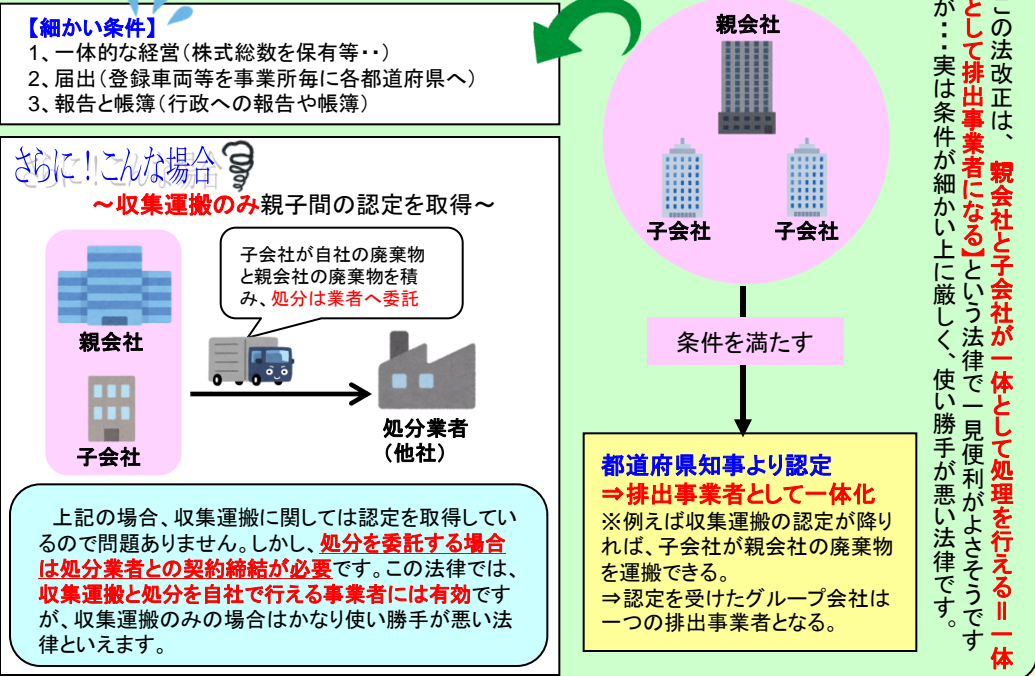 この法改正は、【親会社と子会社が一体として処理を行える=一体
として排出事業者になる】という法律で一見便利がよさそうです
が・・・実は条件が細かい上に厳しく、使い勝手が悪い法律です。
親会社
子会社
子会社
条件を満たす
都道府県知事より認定
⇒排出事業者として一体化
※例えば収集運搬の認定が降り
れば、子会社が親会社の廃棄物
を運搬できる。
⇒認定を受けたグループ会社は
一つの排出事業者となる。
【細かい条件】
1、一体的な経営(株式総数を保有等・・)
2、届出(登録車両等を事業所毎に各都道府県へ)
3、報告と帳簿(行政への報告や帳簿)
さらに!こんな場合
~収集運搬のみ親子間の認定を取得~
親会社
子会社
子会社が自社の廃棄物
と親会社の廃棄物を積
み、処分は業者へ委託
処分業者
(他社)
上記の場合、収集運搬に関しては認定を取得してい
るので問題ありません。しかし、処分を委託する場合
は処分業者との契約締結が必要です。この法律では、
収集運搬と処分を自社で行える事業者には有効です
が、収集運搬のみの場合はかなり使い勝手が悪い法
律といえます。